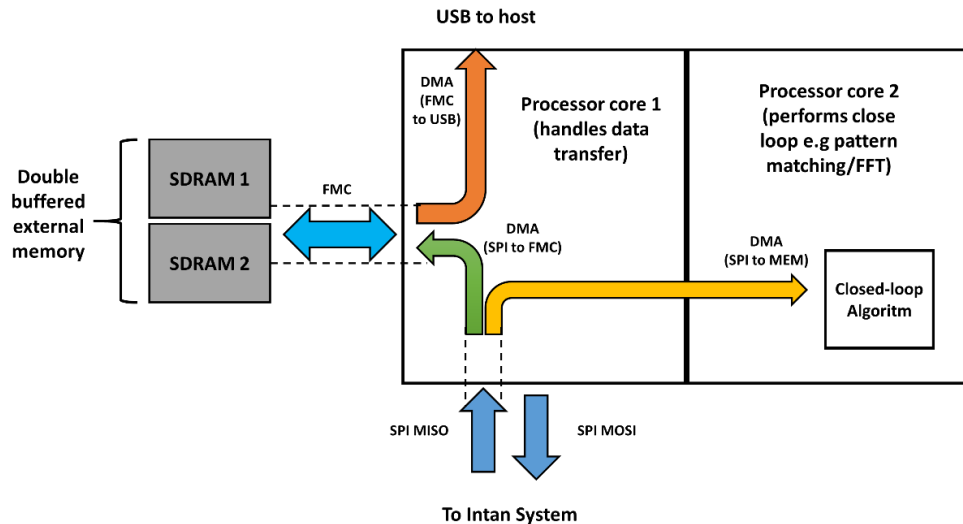 USB to host
DMA
(FMC
to USB)
Processor core 1
(handles data
transfer)
Processor core 2
(performs close
loop e.g pattern
matching/FFT)
Double
buffered
external
memory
SDRAM 1
SDRAM 2
FMC
DMA
(SPI to FMC)
DMA
(SPI to MEM)
Closed-loop
Algoritm
SPI MISO
SPI MOSI
To Intan System